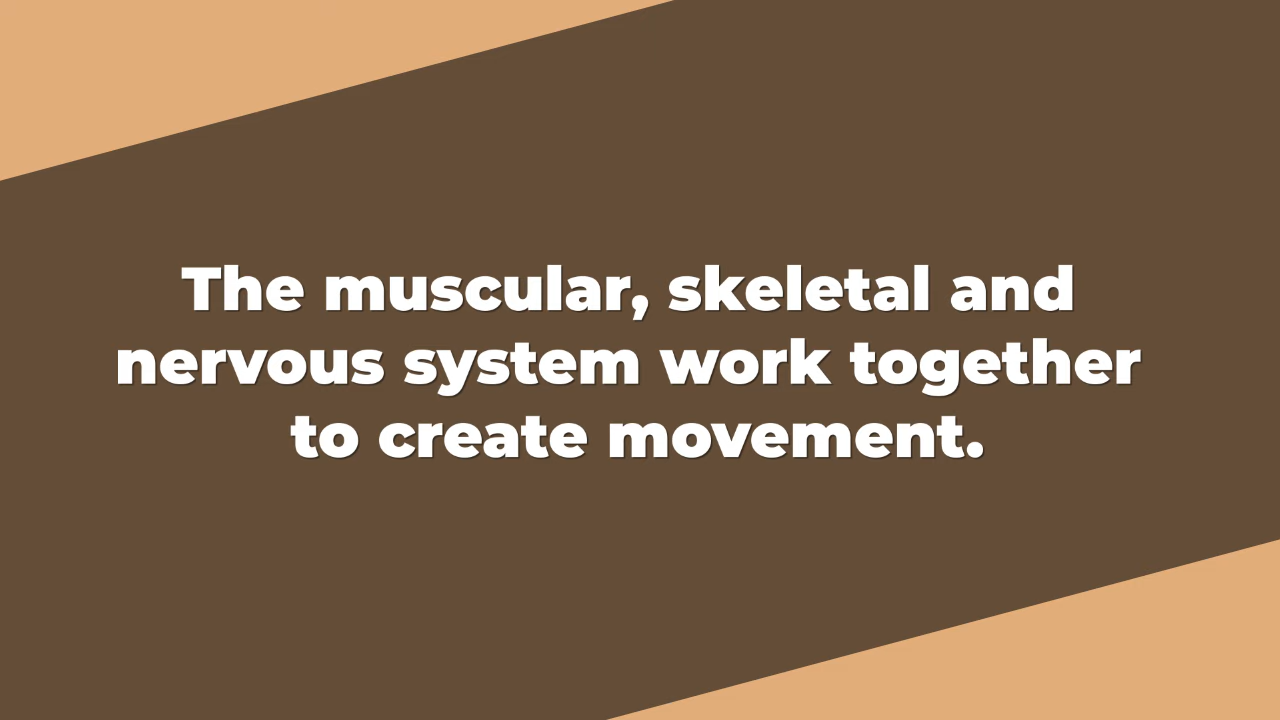 The muscular, skeletal and
nervous system work together
to create movement.